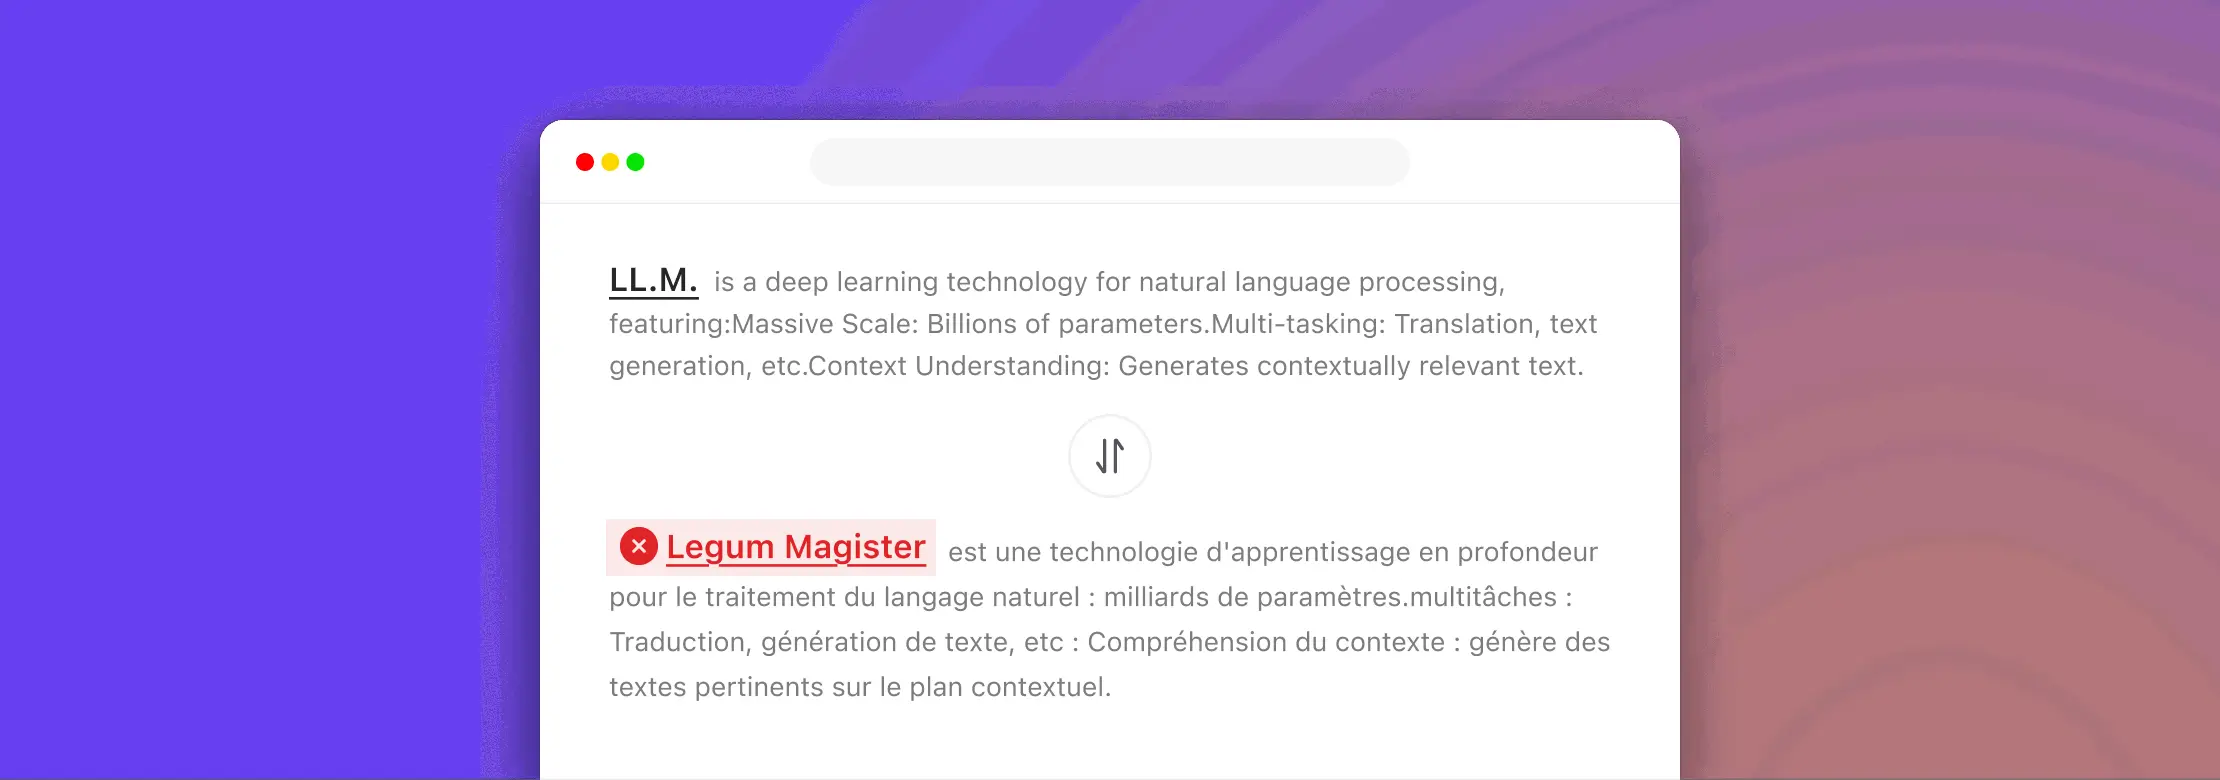 LL.M. is a deep learning technology for natural language processing,
featuring:Massive Scale: Billions of parameters.Multi-tasking: Translation, text
generation, etc.Context Understanding: Generates contextually relevant text.
Legum Magister est une technologie d'apprentissage en profondeur
pour le traitement du langage naturel : milliards de paramètres.multitâches :
Traduction, génération de texte, etc : Compréhension du contexte : génère des
textes pertinents sur le plan contextuel.